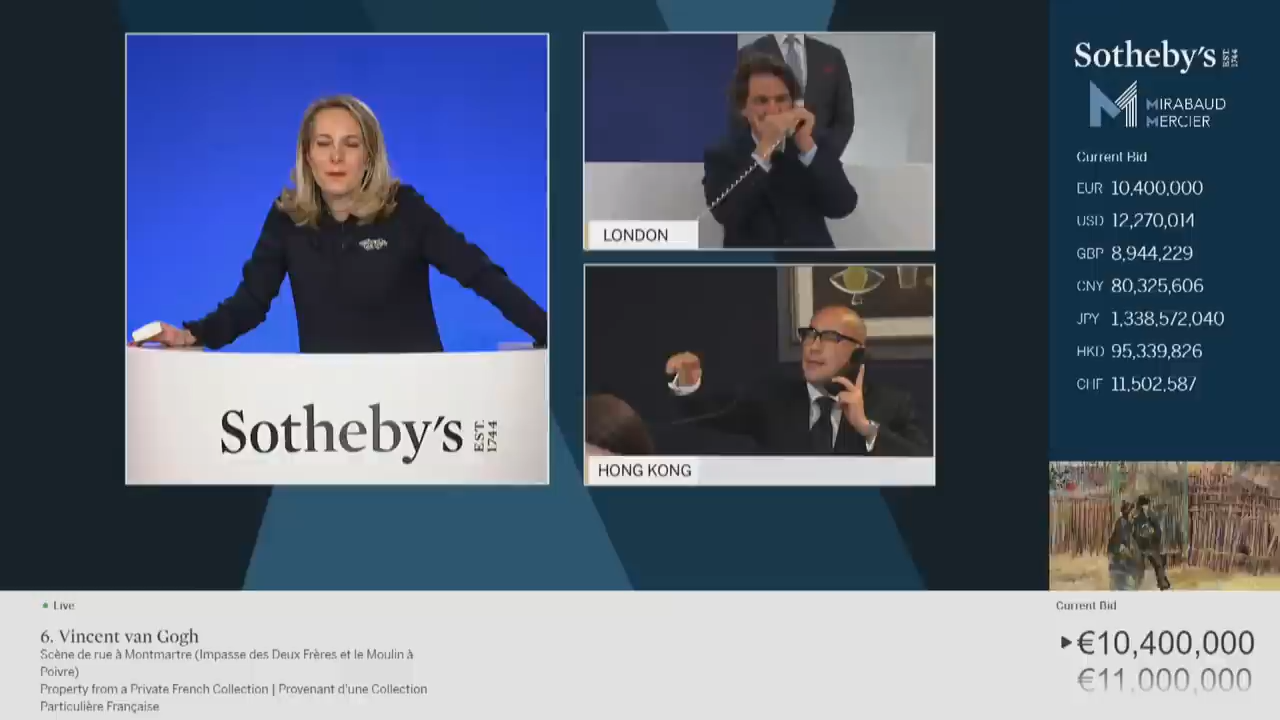 Sotheby's EST. 1744
LONDON
HONG KONG
Sotheby's EST. 1744
MIRABAUD
MERCIER
Current Bid
EUR 10,400,000
USD 12,270,014
GBP 8,944,229
CNY 80,325,606
JPY 1,338,572,040
HKD 95,339,826
CHF 11,502,587
Live
6. Vincent van Gogh
Scène de rue à Montmartre (Impasse des Deux Frères et le Moulin à
Poivre)
Property from a Private French Collection | Provenant d'une Collection
Particulière Française
Current Bid
€10,400,000
€11,000,000